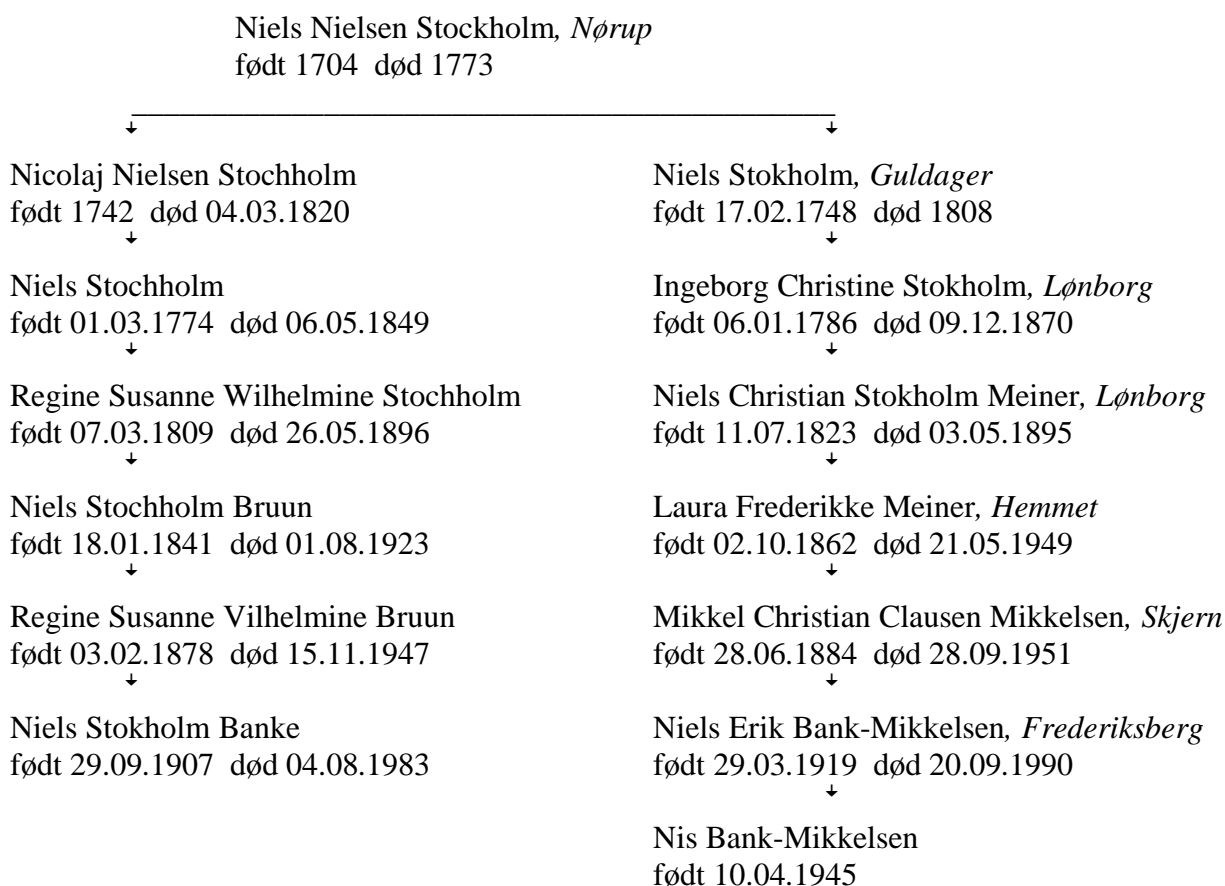 Niels Nielsen Stockholm, Nørup
født 1704 død 1773
Nicolaj Nielsen Stochholm
født 1742 død 04.03.1820
Niels Stochholm
født 01.03.1774 død 06.05.1849
Regine Susanne Wilhelmine Stochholm
født 07.03.1809 død 26.05.1896
Niels Stochholm Bruun
født 18.01.1841 død 01.08.1923
Regine Susanne Vilhelmine Bruun
født 03.02.1878 død 15.11.1947
Niels Stokholm Banke
født 29.09.1907 død 04.08.1983
Niels Stokholm, Guldager
født 17.02.1748 død 1808
Ingeborg Christine Stokholm, Lønborg
født 06.01.1786 død 09.12.1870
Niels Christian Stokholm Meiner, Lønborg
født 11.07.1823 død 03.05.1895
Laura Frederikke Meiner, Hemmet
født 02.10.1862 død 21.05.1949
Mikkel Christian Clausen Mikkelsen, Skjern
født 28.06.1884 død 28.09.1951
Niels Erik Bank-Mikkelsen, Frederiksberg
født 29.03.1919 død 20.09.1990
Nis Bank-Mikkelsen
født 10.04.1945